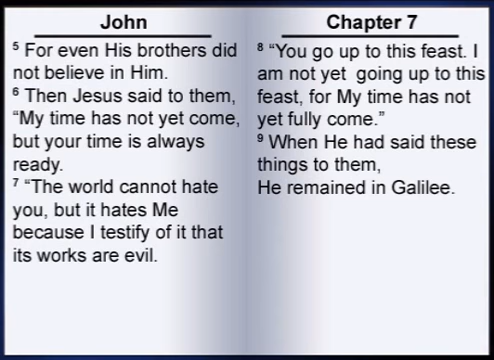 John
5 For even His brothers did
not believe in Him.
6 Then Jesus said to them,
“My time has not yet come,
but your time is always
ready.
7 “The world cannot hate
you, but it hates Me
because I testify of it that
its works are evil.
Chapter 7
8 “You go up to this feast. I
am not yet going up to this
feast, for My time has not
yet fully come.”
9 When He had said these
things to them,
He remained in Galilee.